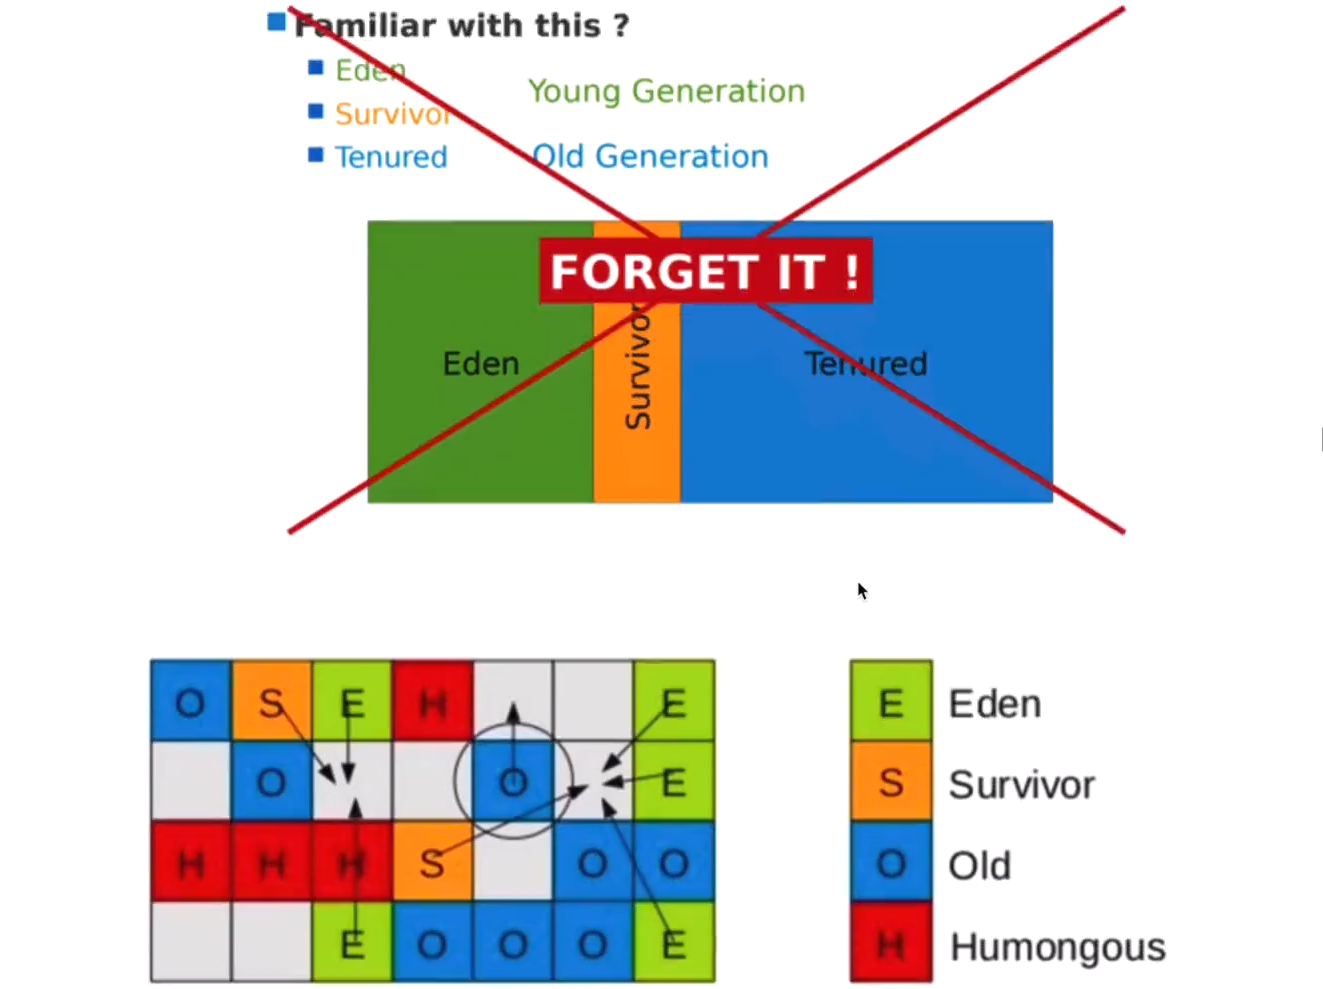 Familiar with this ?
Eden
Survivor
Tenured
Young Generation
Old Generation
FORGET IT !
Eden
Survivor
Tenured
O S E H E
O O E
H H H S O O
E O O O E
E Eden
S Survivor
O Old
H Humongous